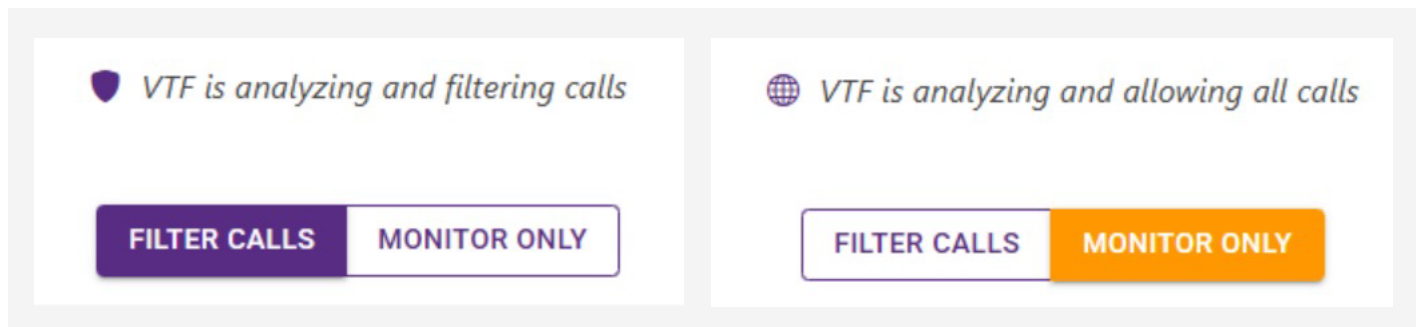 VTF is analyzing and filtering calls
FILTER CALLS MONITOR ONLY
VTF is analyzing and allowing all calls
FILTER CALLS MONITOR ONLY